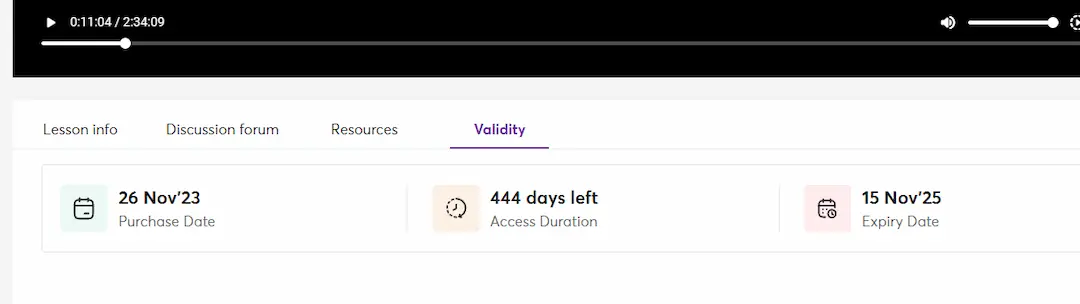 0:11:04 / 2:34:09
Lesson info Discussion forum Resources Validity
26 Nov'23 444 days left 15 Nov'25
Purchase Date Access Duration Expiry Date